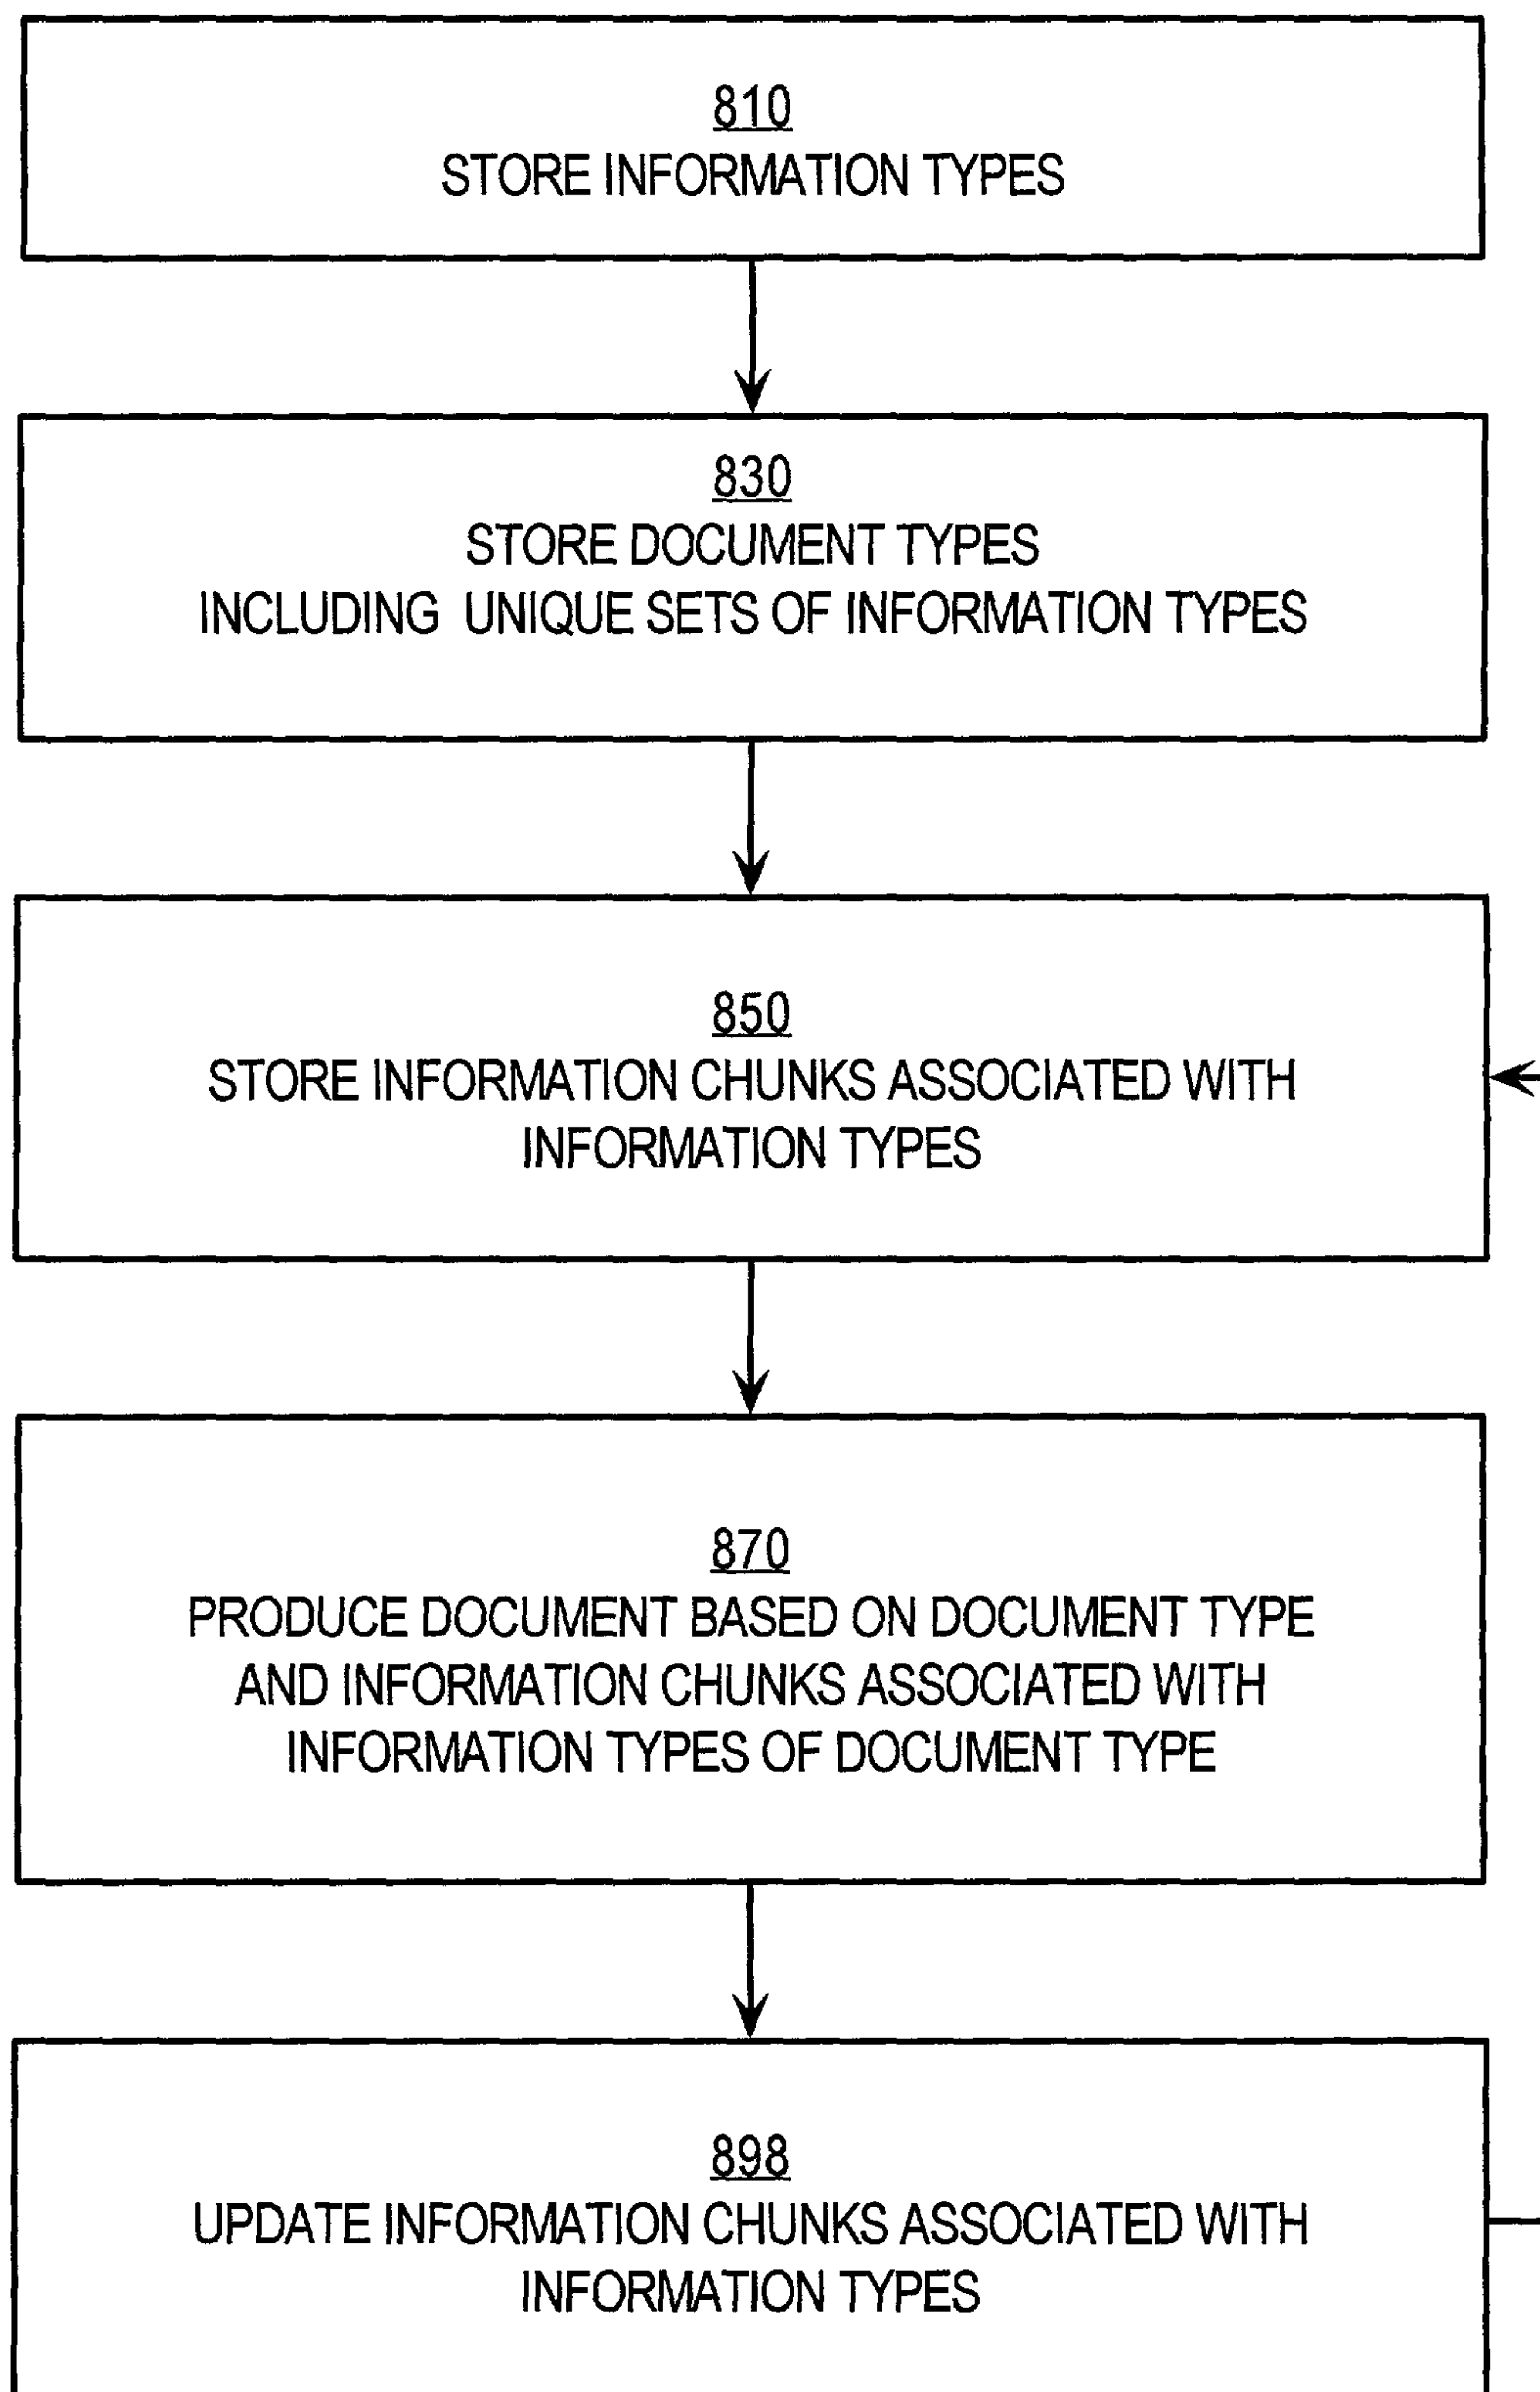 810
STORE INFORMATION TYPES
830
STORE DOCUMENT TYPES
INCLUDING UNIQUE SETS OF INFORMATION TYPES
850
STORE INFORMATION CHUNKS ASSOCIATED WITH
INFORMATION TYPES
870
PRODUCE DOCUMENT BASED ON DOCUMENT TYPE
AND INFORMATION CHUNKS ASSOCIATED WITH
INFORMATION TYPES OF DOCUMENT TYPE
898
UPDATE INFORMATION CHUNKS ASSOCIATED WITH
INFORMATION TYPES